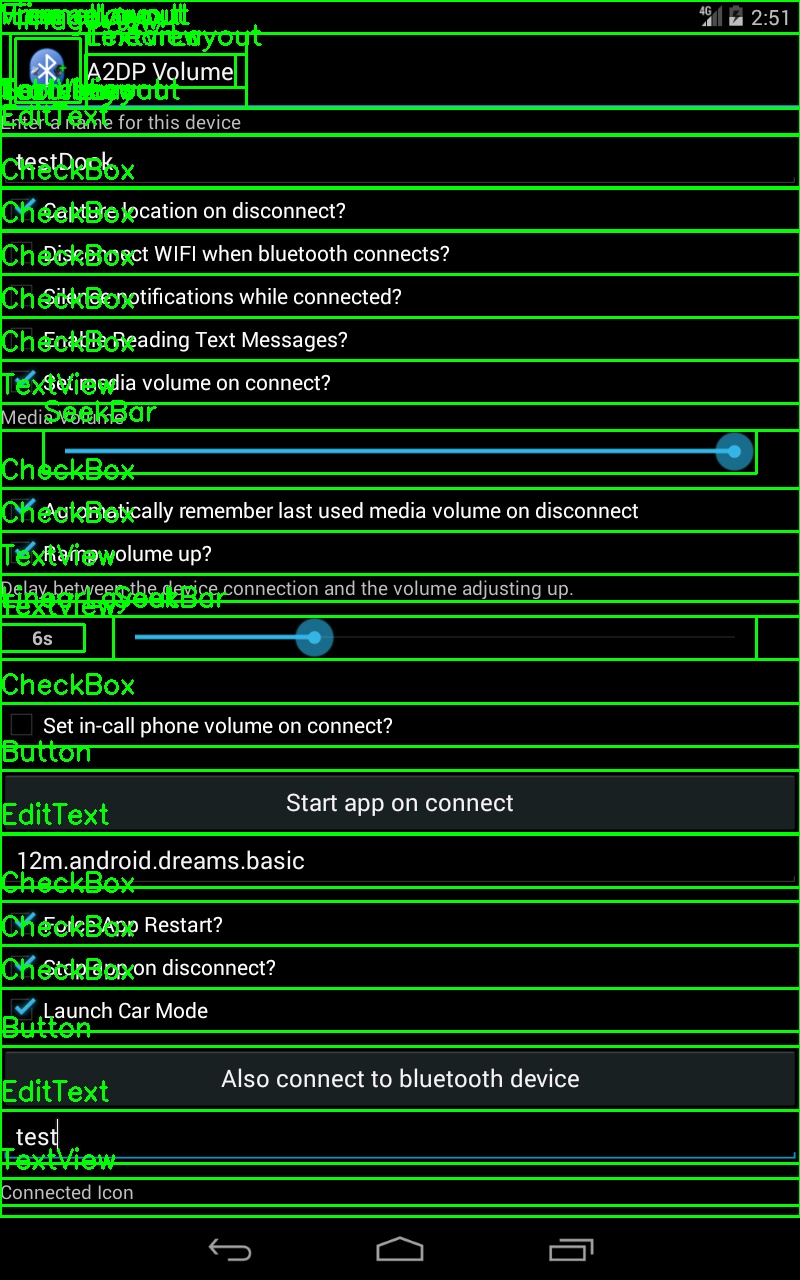 4G 2:51
TextView
A2DP Volume
EditText
Enter a name for this device
testDock
CheckBox
Capture location on disconnect?
CheckBox
Disconnect WIFI when bluetooth connects?
CheckBox
Silence notifications while connected?
CheckBox
Enable Reading Text Messages?
CheckBox
Set media volume on connect?
TextView
Media Volume
SeekBar
CheckBox
Automatically remember last used media volume on disconnect
CheckBox
Ramp volume up?
TextView
Delay between the device connection and the volume adjusting up.
LinearLayout
SeekBar
TextView
6s
CheckBox
Set in-call phone volume on connect?
Button
Start app on connect
EditText
12m.android.dreams.basic
CheckBox
Force App Restart?
CheckBox
Stop app on disconnect?
CheckBox
Launch Car Mode
Button
Also connect to bluetooth device
EditText
test
TextView
Connected Icon